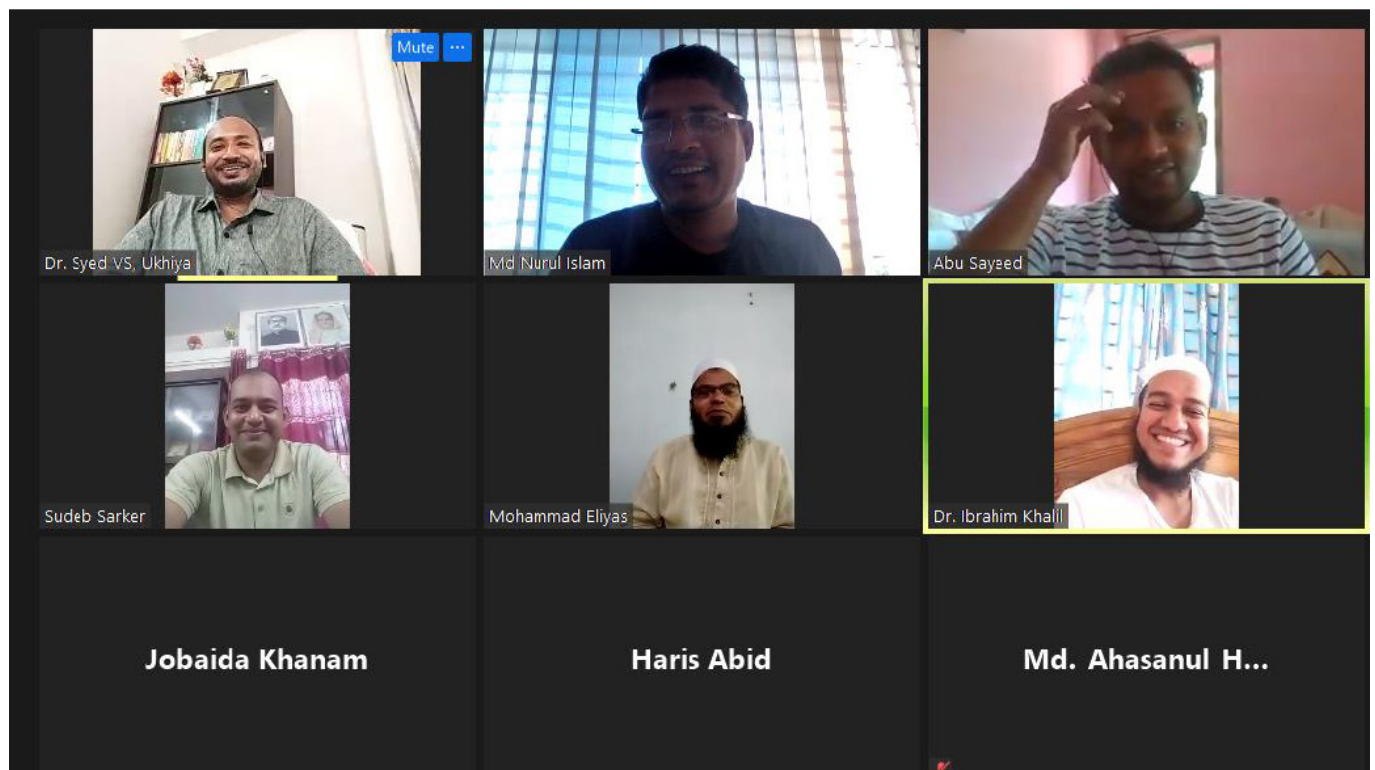 Mute ...
Dr. Syed VS, Ukhiya
Md Nurul Islam
Abu Sayeed
Sudeb Sarker
Mohammad Eliyas
Dr. Ibrahim Khalil
Jobaida Khanam
Haris Abid
Md. Ahasanul H...